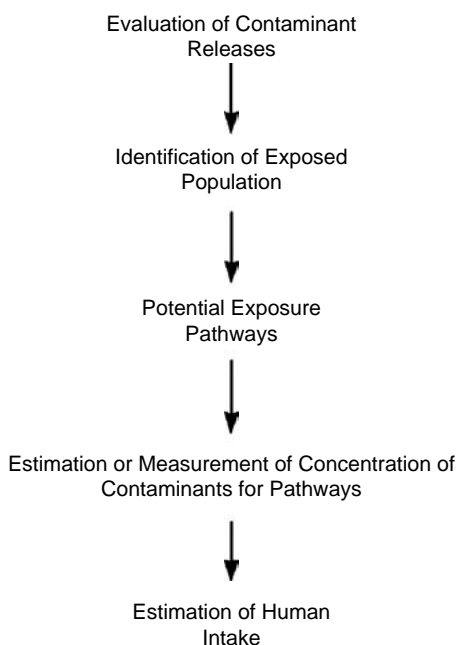 Evaluation of Contaminant
Releases
Identification of Exposed
Population
Potential Exposure
Pathways
Estimation or Measurement of Concentration of
Contaminants for Pathways
Estimation of Human
Intake